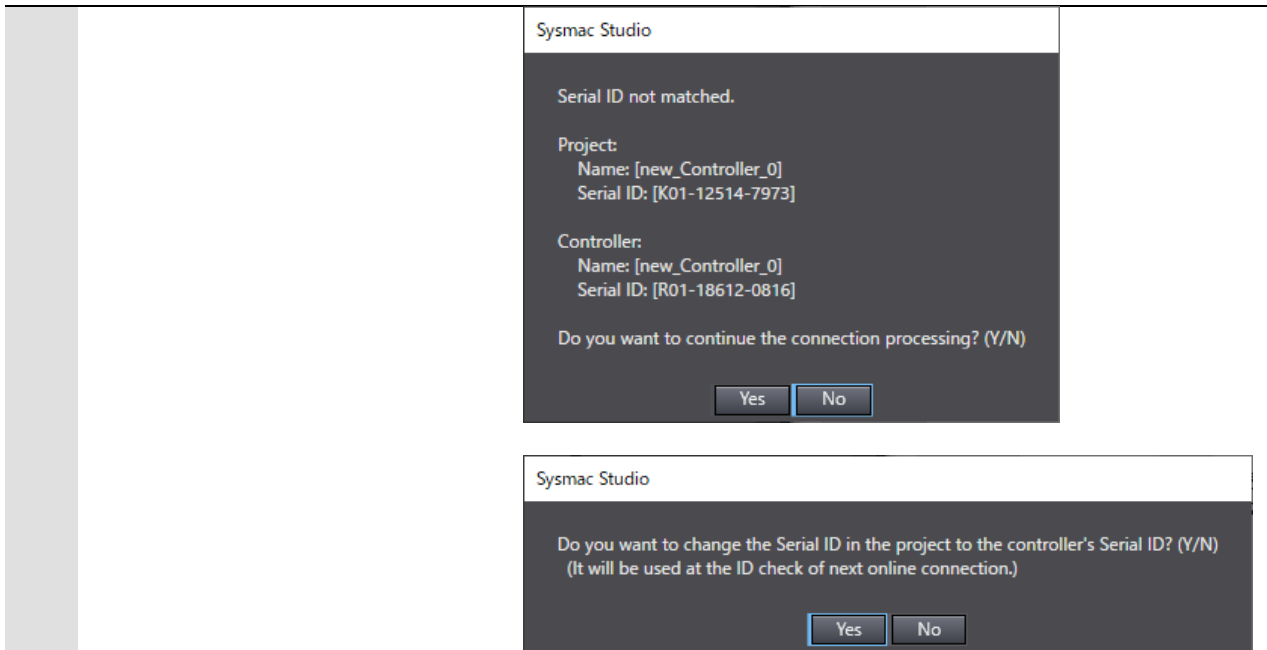 Sysmac Studio
Serial ID not matched.
Project:
Name: [new_Controller_0]
Serial ID: [K01-12514-7973]
Controller:
Name: [new_Controller_0]
Serial ID: [R01-18612-0816]
Do you want to continue the connection processing? (Y/N)
Yes No
Sysmac Studio
Do you want to change the Serial ID in the project to the controller's Serial ID? (Y/N)
(It will be used at the ID check of next online connection.)
Yes No